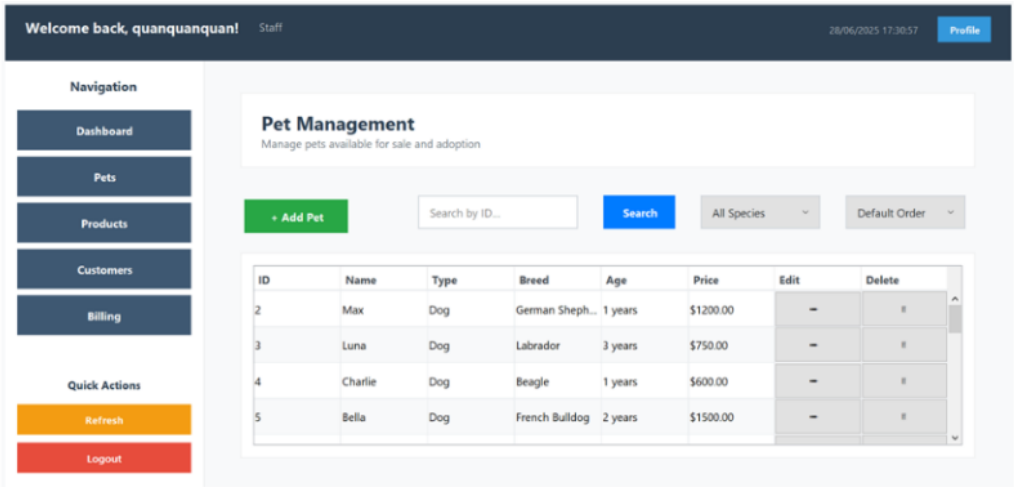 Welcome back, quanquanquan! Staff 28/06/2025 17:30:57 Profile
Navigation
Dashboard
Pets
Products
Customers
Billing
Quick Actions
Refresh
Logout
Pet Management
Manage pets available for sale and adoption
+ Add Pet Search by ID... Search All Species Default Order
ID Name Type Breed Age Price Edit Delete
2 Max Dog German Sheph... 1 years $1200.00
3 Luna Dog Labrador 3 years $750.00
4 Charlie Dog Beagle 1 years $600.00
5 Bella Dog French Bulldog 2 years $1500.00